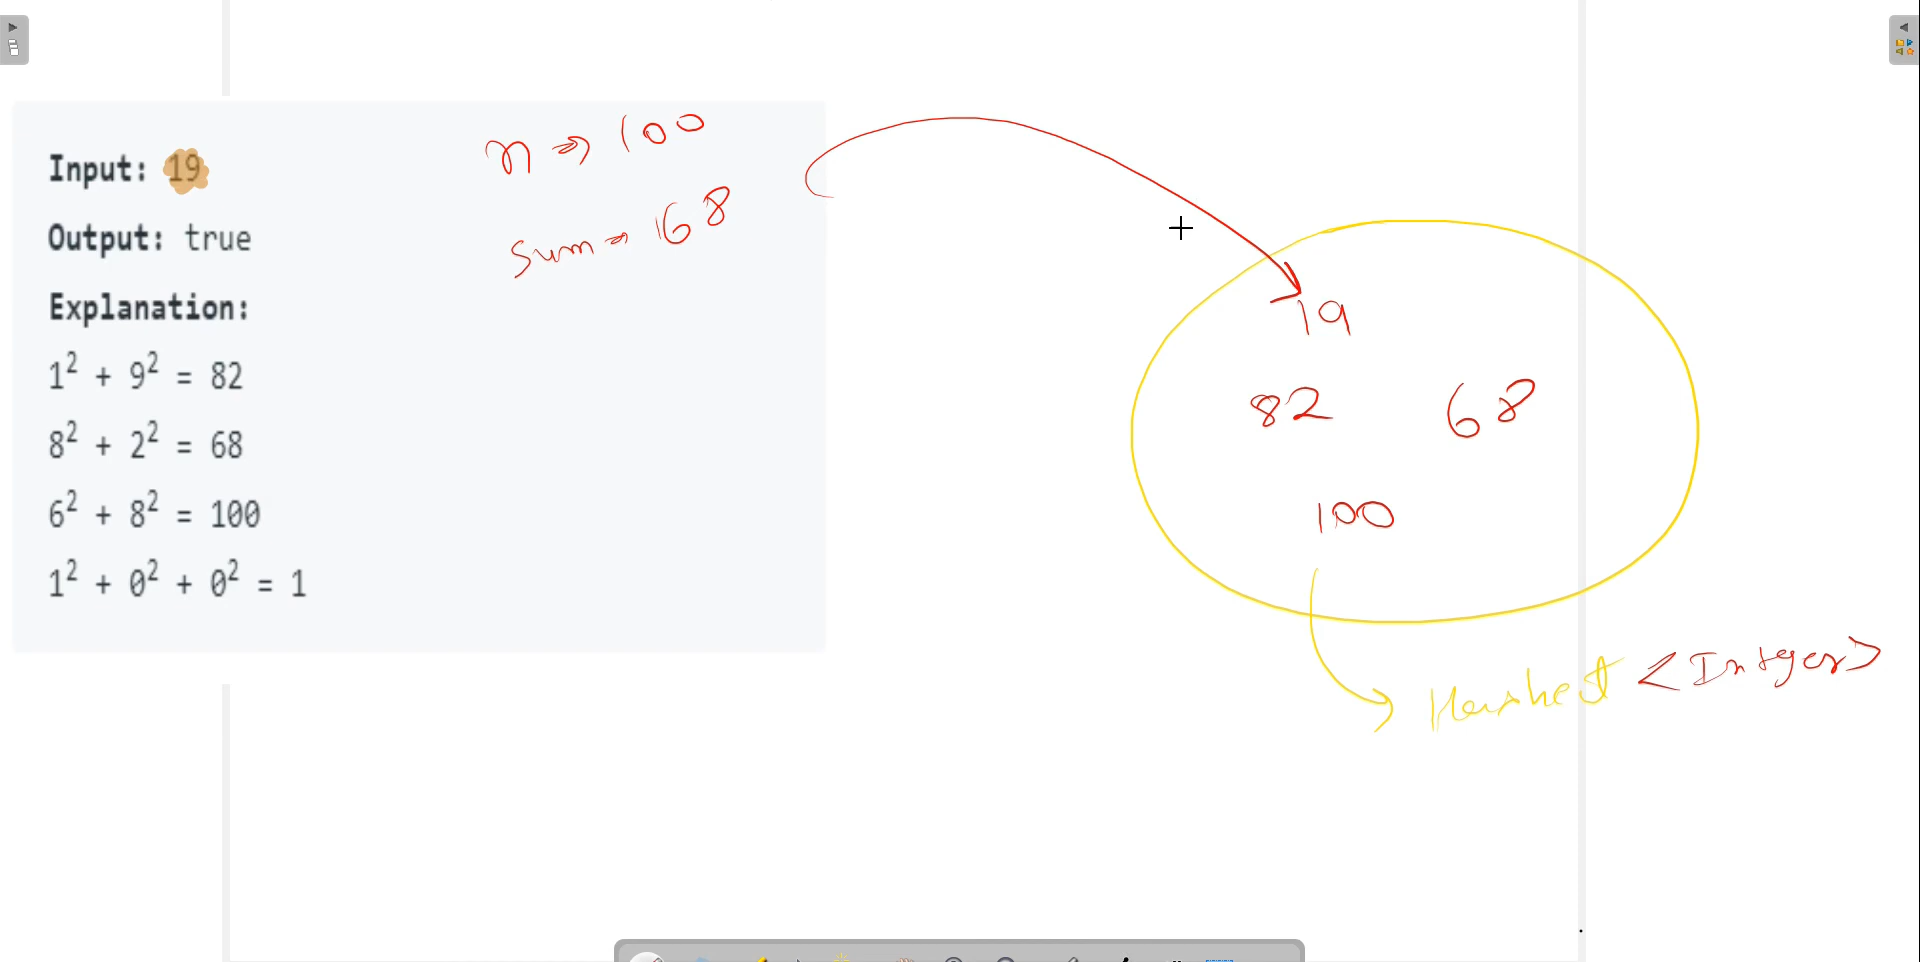 Input: 19
Output: true
Explanation:
1² + 9² = 82
8² + 2² = 68
6² + 8² = 100
1² + 0² + 0² = 1
n ⇒ 100
Sum → 168
19
82 68
100
Hashset <Integer>